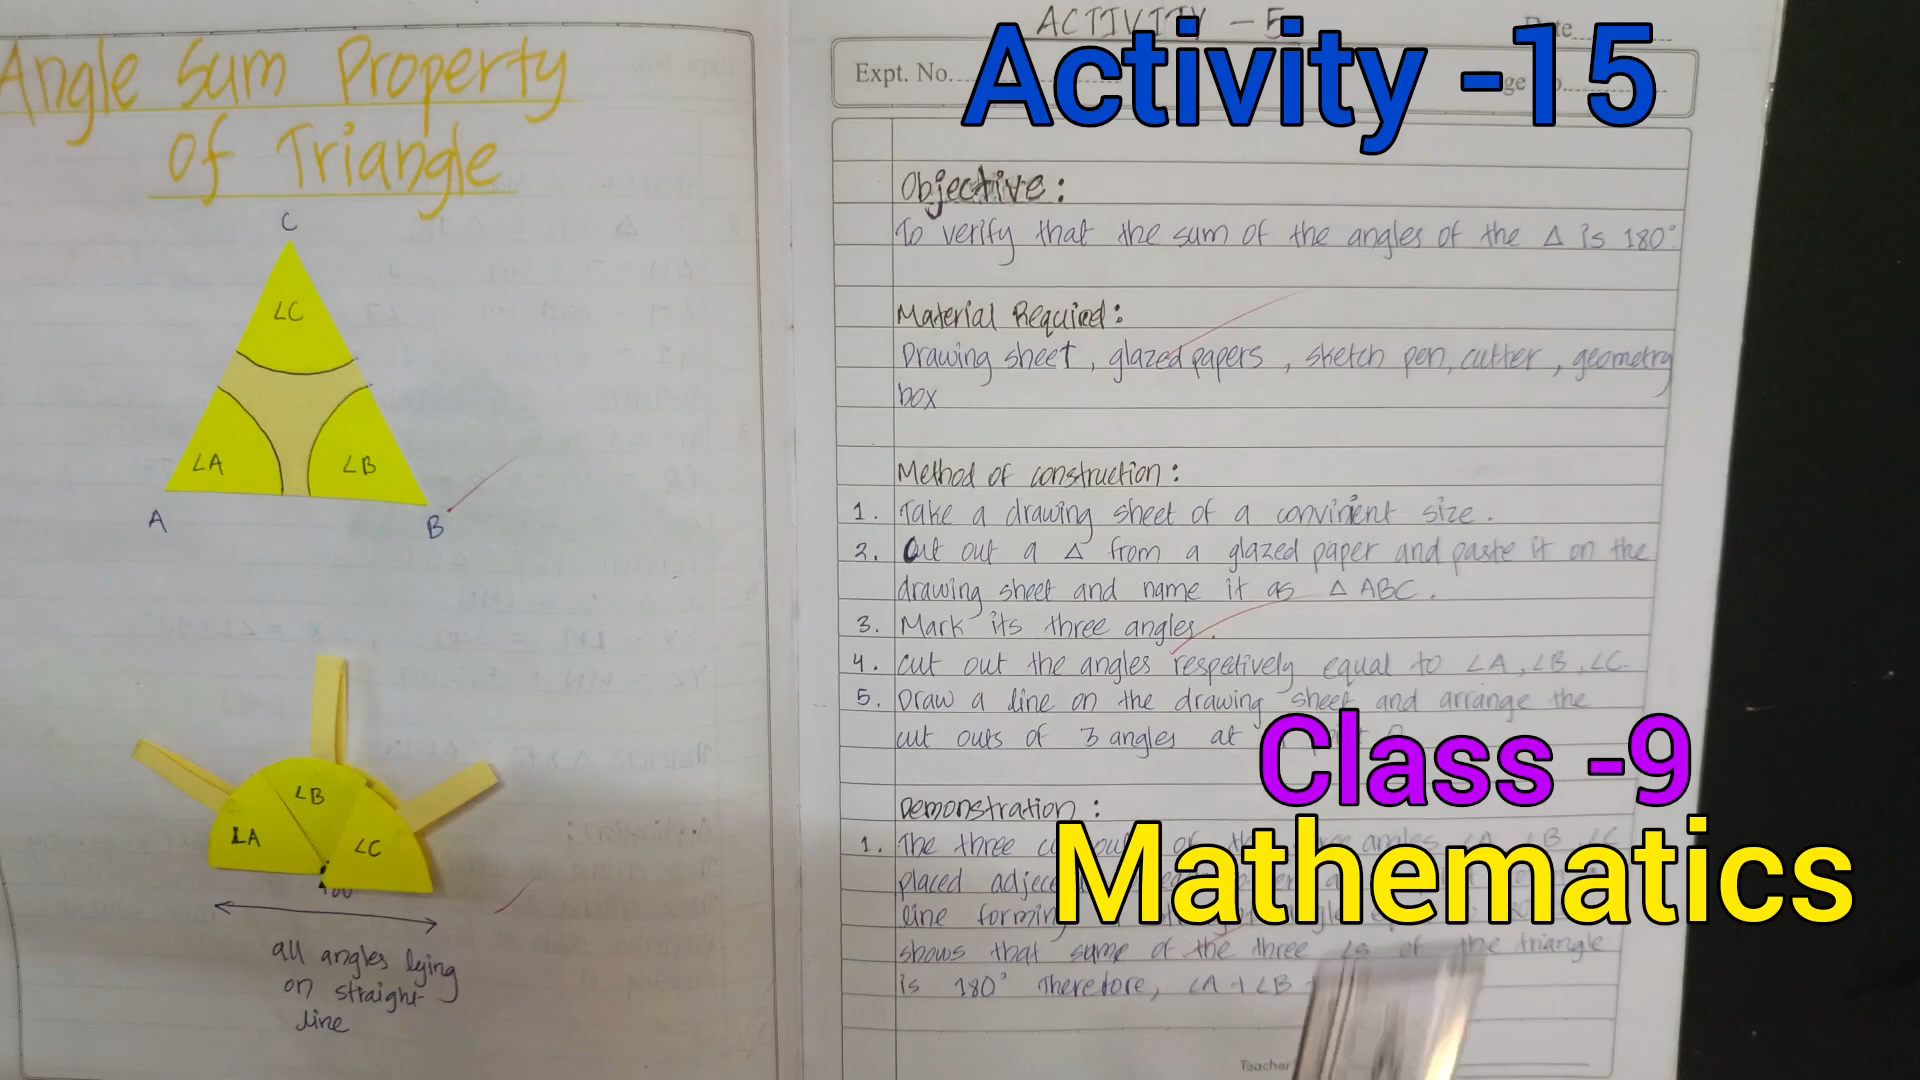 Angle Sum Property
of Triangle
C
∠C
∠A
∠B
A
B
∠B
∠A
∠C
all angles lying
on straight
line
ACTIVITY - 5
Activity -15
Expt. No.
Objective:
To verify that the sum of the angles of the Δ is 180°
Material Required:
Drawing sheet, glazed papers, sketch pen, cutter, geometry
box
Method of construction:
1. Take a drawing sheet of a convinient size.
2. Cut out a Δ from a glazed paper and paste it on the
drawing sheet and name it as Δ ABC.
3. Mark its three angles.
4. Cut out the angles respetively equal to ∠A, ∠B, ∠C.
5. Draw a line on the drawing sheet and arrange the
cut outs of 3 angles at
Class -9
Demonstration:
1. The three
Mathematics
placed
line forming
shows that sume of the three ∠s of the triangle
is 180° Therefore, ∠A + ∠B
Teacher